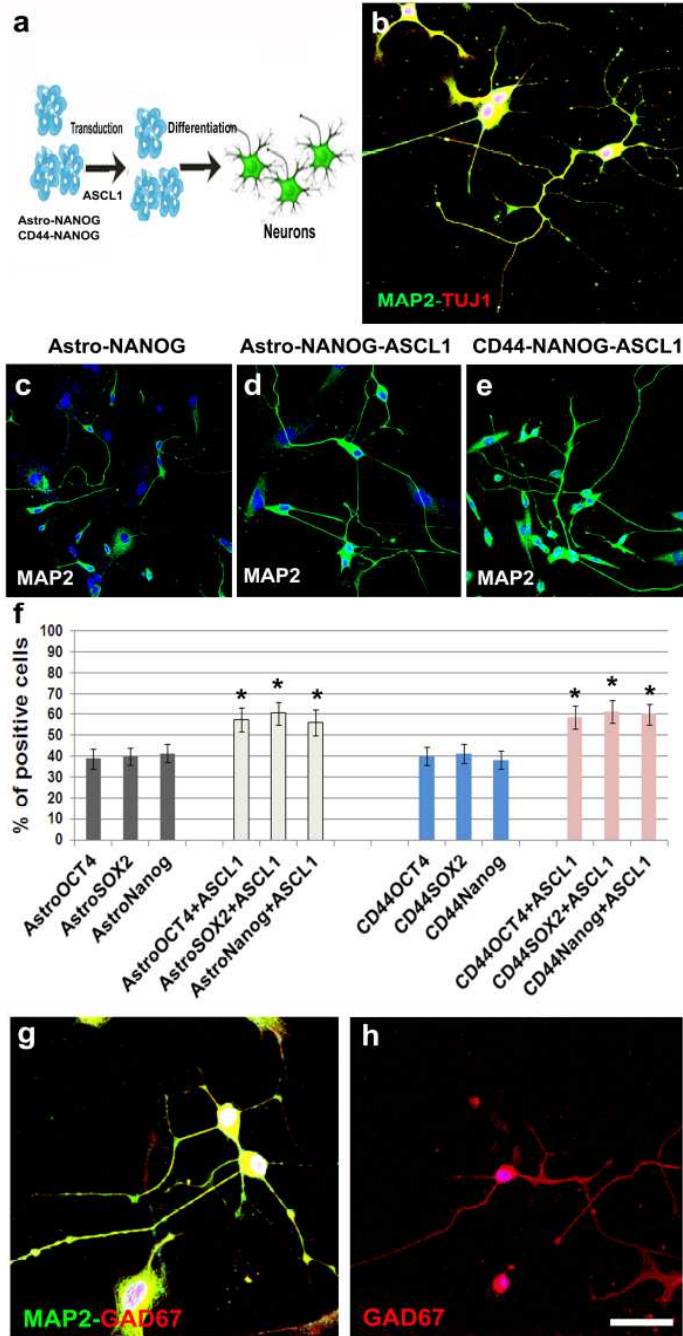 a
Transduction
Differentiation
ASCL1
Astro-NANOG
CD44-NANOG
Neurons
b
MAP2-TUJ1
Astro-NANOG
Astro-NANOG-ASCL1
CD44-NANOG-ASCL1
c
MAP2
d
MAP2
e
MAP2
f
% of positive cells
100
90
80
70
60
50
40
30
20
10
0
* * *
* * *
AstroOCT4
AstroSOX2
AstroNanog
AstroOCT4+ASCL1
AstroSOX2+ASCL1
AstroNanog+ASCL1
CD44OCT4
CD44SOX2
CD44Nanog
CD44OCT4+ASCL1
CD44SOX2+ASCL1
CD44Nanog+ASCL1
g
MAP2-GAD67
h
GAD67